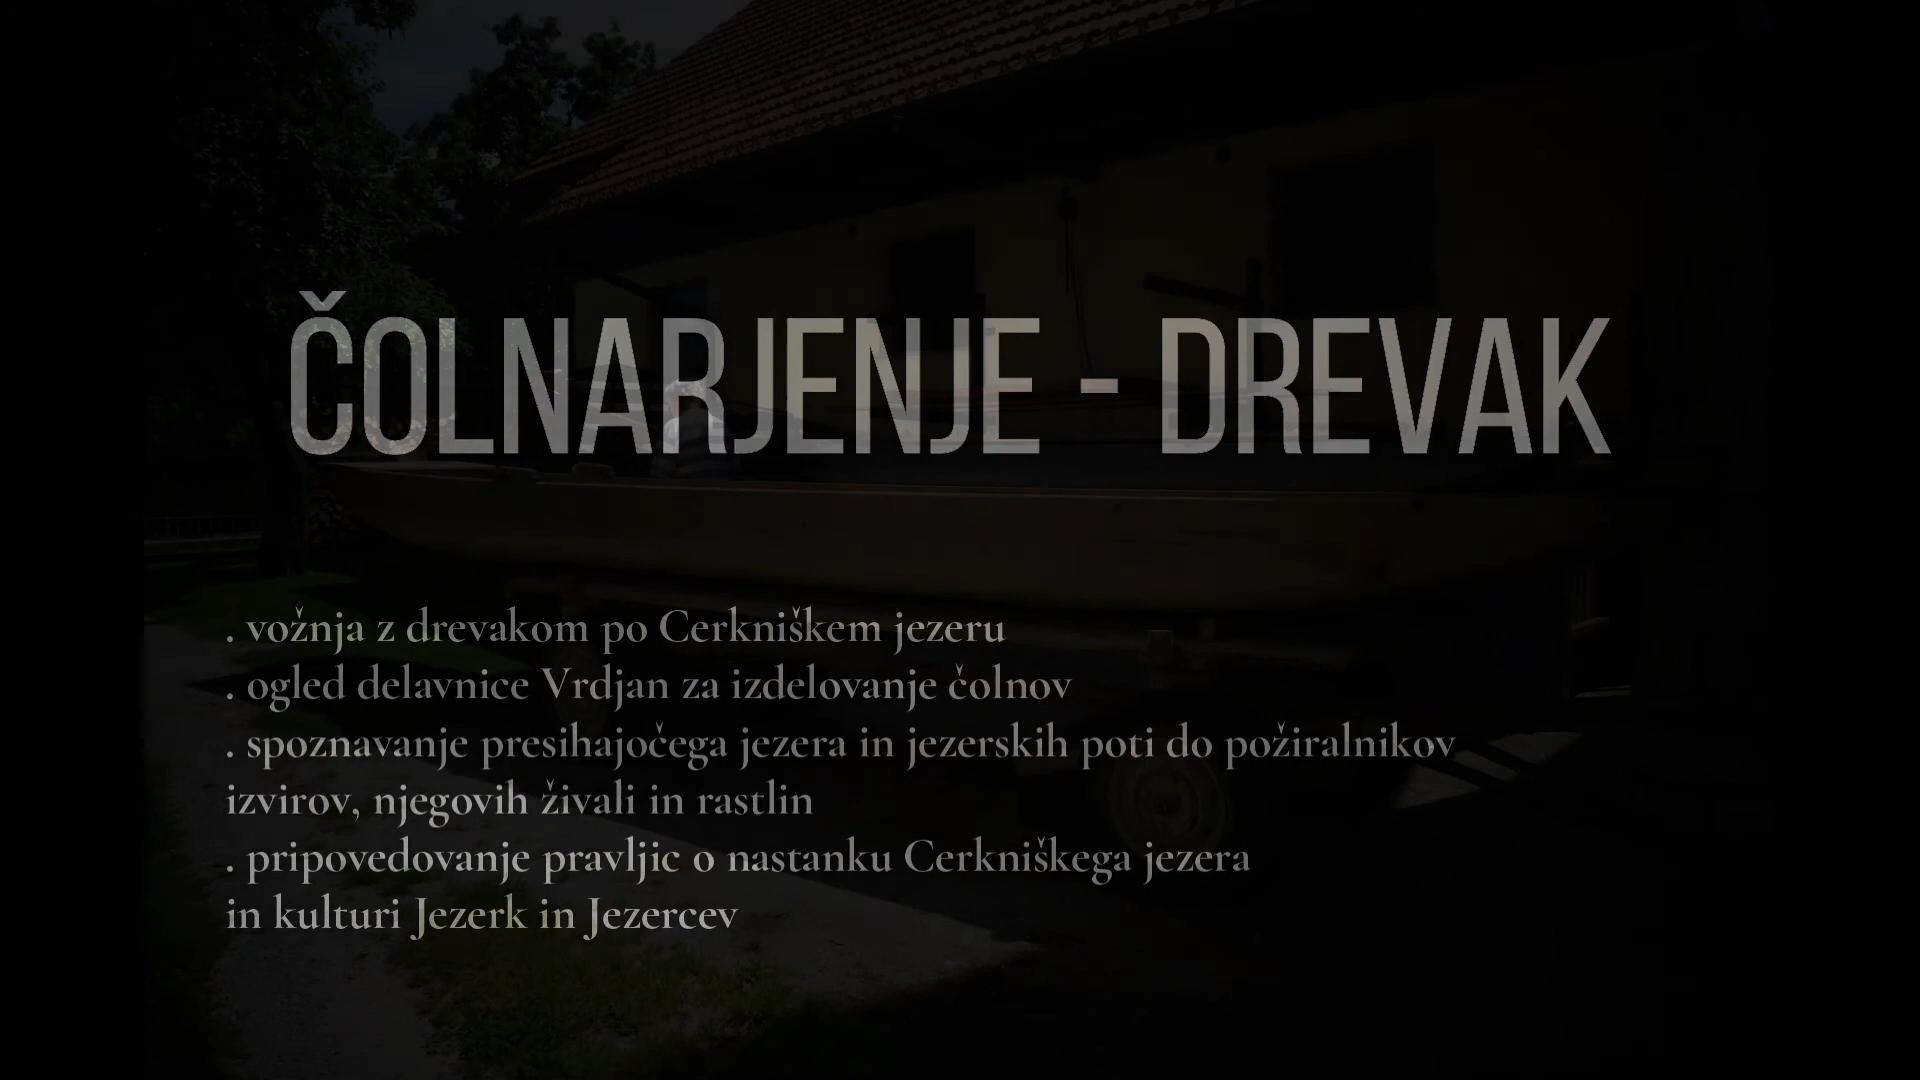 ČOLNARJENJE - DREVAK
. vožnja z drevakom po Cerkniškem jezeru
. ogled delavnice Vrdjan za izdelovanje čolnov
. spoznavanje presihajočega jezera in jezerskih poti do požiralnikov
izvirov, njegovih živali in rastlin
. pripovedovanje pravljic o nastanku Cerkniškega jezera
in kulturi Jezerk in Jezercev